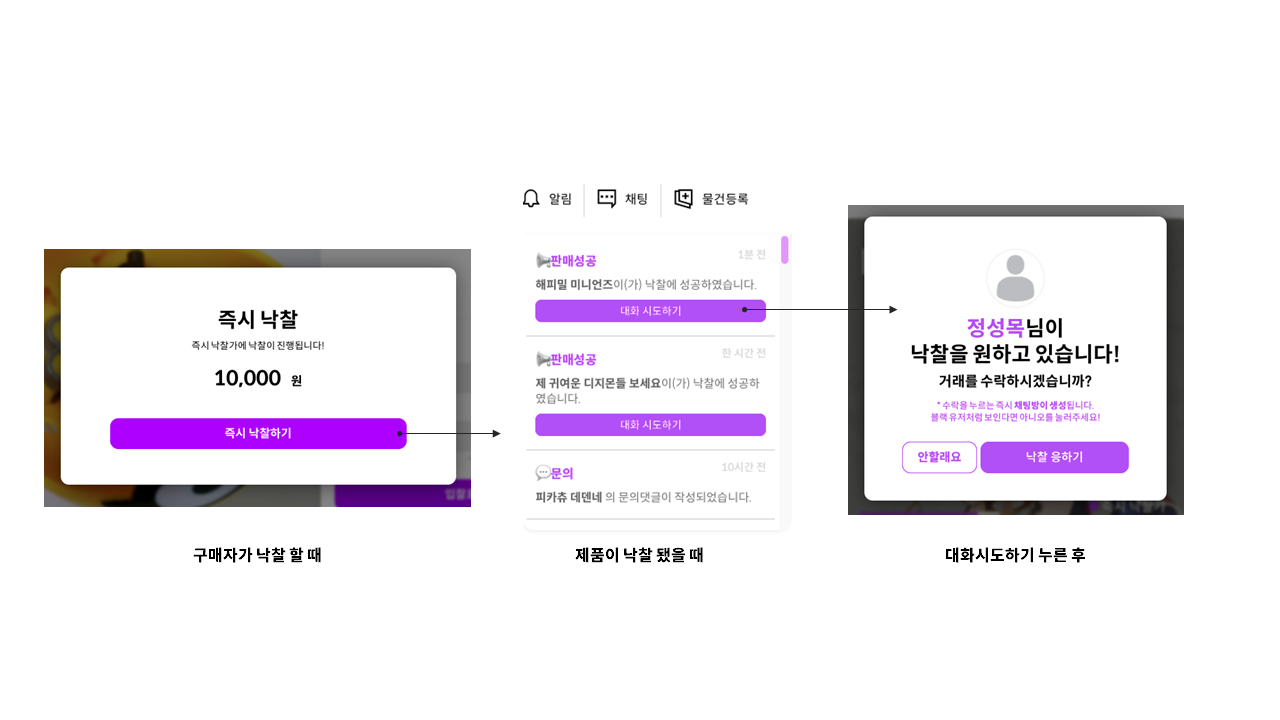 즉시 낙찰
즉시 낙찰가에 낙찰이 진행됩니다!
10,000 원
즉시 낙찰하기
구매자가 낙찰 할 때
알림
채팅
물건등록
판매성공
1분 전
해피밀 미니언즈이(가) 낙찰에 성공하였습니다.
대화 시도하기
판매성공
한 시간 전
제 귀여운 디지몬들 보세요이(가) 낙찰에 성공하
였습니다.
대화 시도하기
문의
10시간 전
피카츄 데덴네 의 문의댓글이 작성되었습니다.
제품이 낙찰 됐을 때
정성목님이
낙찰을 원하고 있습니다!
거래를 수락하시겠습니까?
* 수락을 누르는 즉시 채팅방이 생성됩니다.
블랙 유저처럼 보인다면 아니오를 눌러주세요!
안할래요
낙찰 응하기
대화시도하기 누른 후